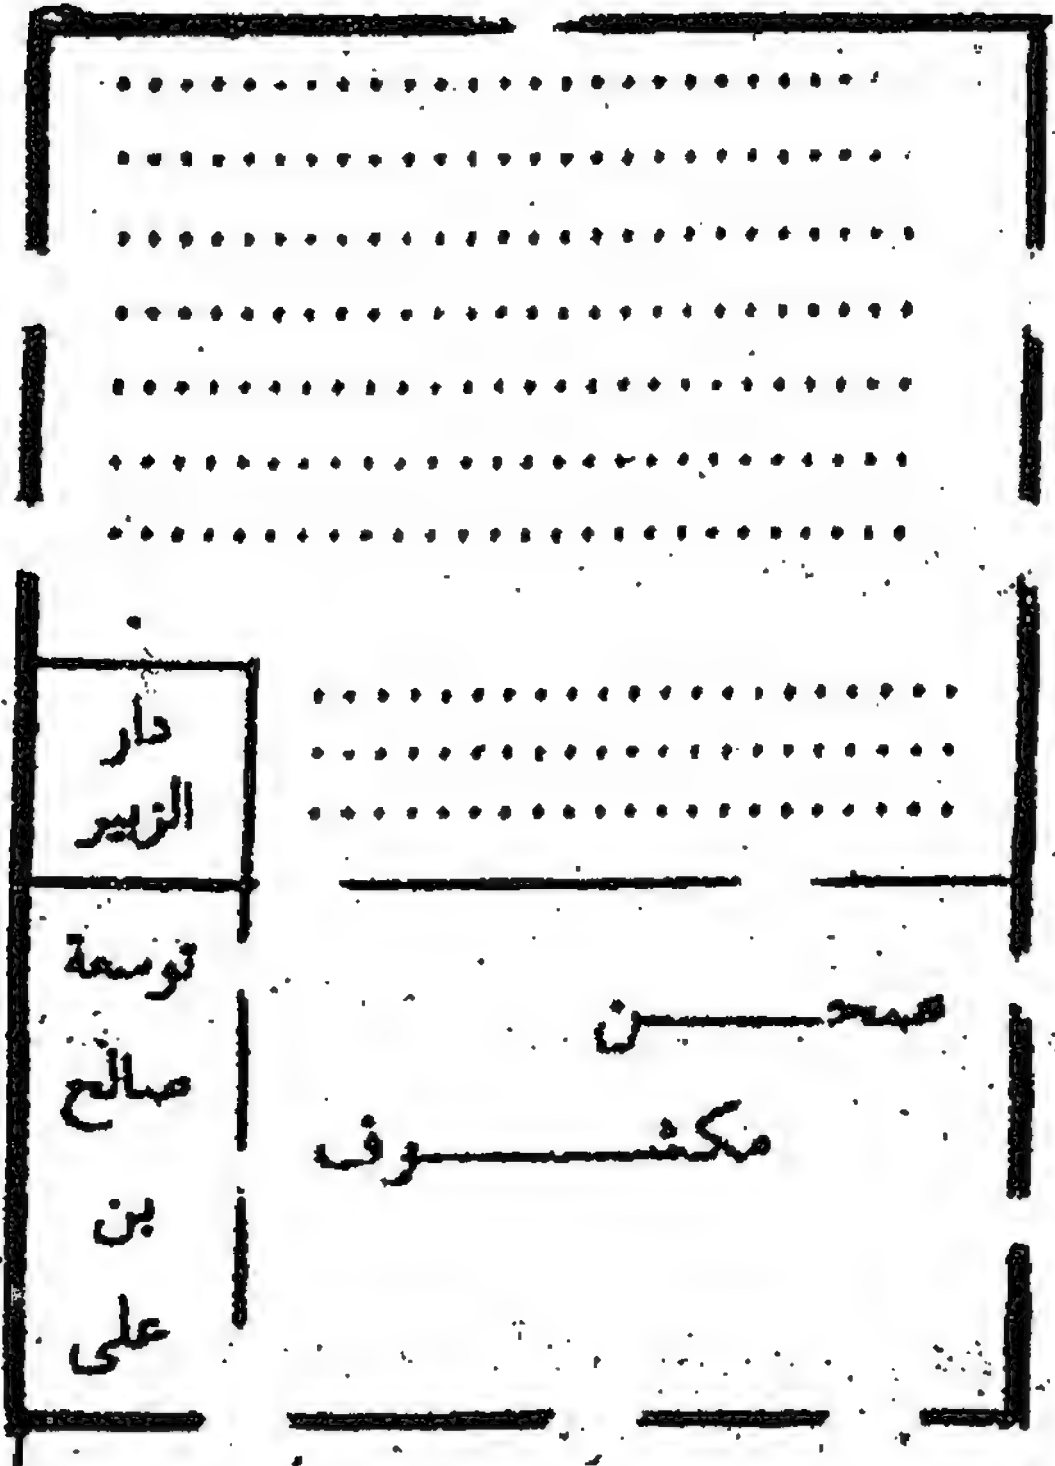 دار
الزبير
توسعة
صالح
بن
على
صحن
مكشوف